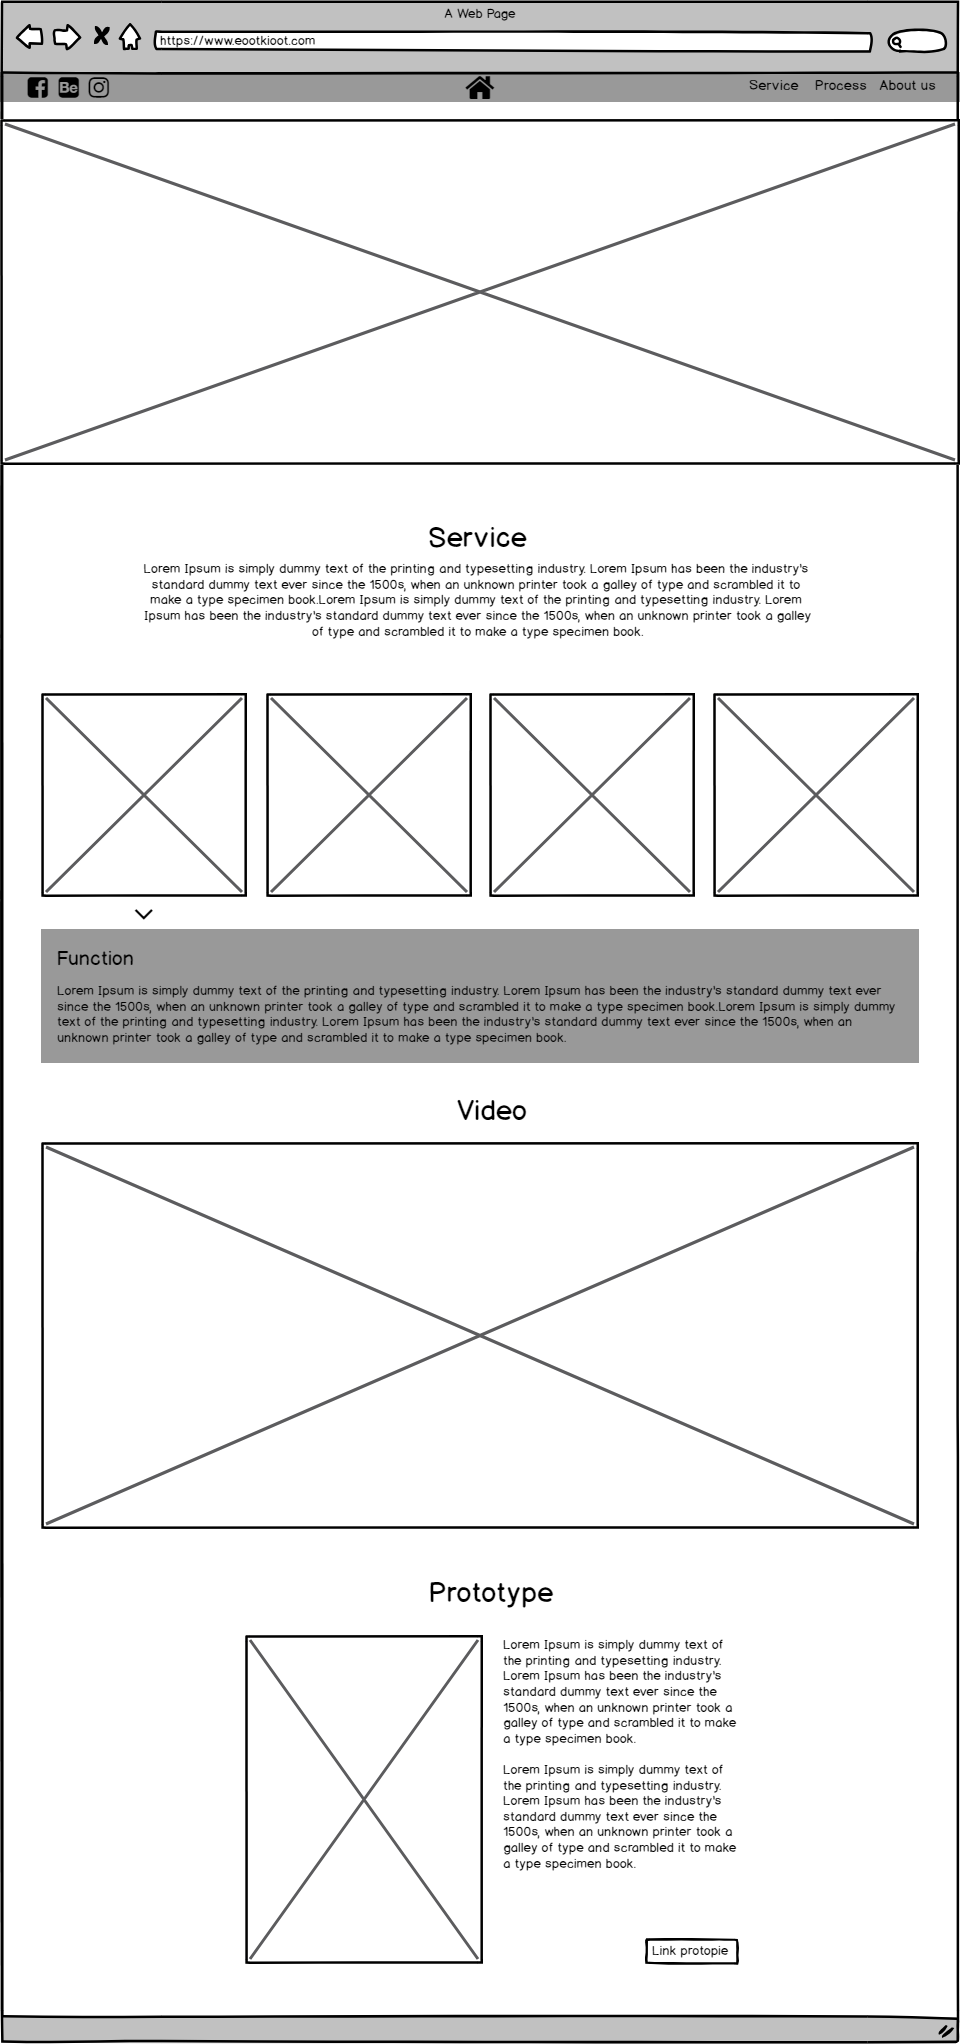 A Web Page
https://www.eootkioot.com
Be
Service Process About us
Service
Lorem Ipsum is simply dummy text of the printing and typesetting industry. Lorem Ipsum has been the industry's
standard dummy text ever since the 1500s, when an unknown printer took a galley of type and scrambled it to
make a type specimen book.Lorem Ipsum is simply dummy text of the printing and typesetting industry. Lorem
Ipsum has been the industry's standard dummy text ever since the 1500s, when an unknown printer took a galley
of type and scrambled it to make a type specimen book.
Function
Lorem Ipsum is simply dummy text of the printing and typesetting industry. Lorem Ipsum has been the industry's standard dummy text ever
since the 1500s, when an unknown printer took a galley of type and scrambled it to make a type specimen book.Lorem Ipsum is simply dummy
text of the printing and typesetting industry. Lorem Ipsum has been the industry's standard dummy text ever since the 1500s, when an
unknown printer took a galley of type and scrambled it to make a type specimen book.
Video
Prototype
Lorem Ipsum is simply dummy text of
the printing and typesetting industry.
Lorem Ipsum has been the industry's
standard dummy text ever since the
1500s, when an unknown printer took a
galley of type and scrambled it to make
a type specimen book.
Lorem Ipsum is simply dummy text of
the printing and typesetting industry.
Lorem Ipsum has been the industry's
standard dummy text ever since the
1500s, when an unknown printer took a
galley of type and scrambled it to make
a type specimen book.
Link protopie